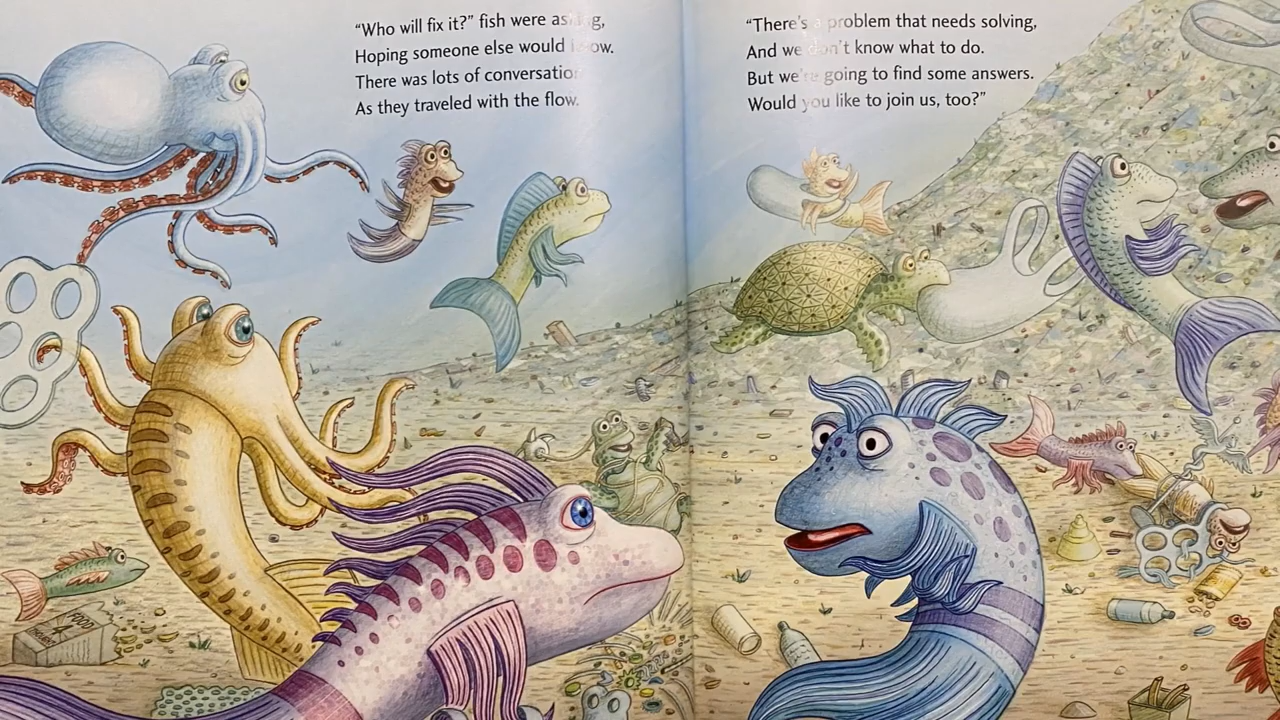 “Who will fix it?” fish were asking,
Hoping someone else would know.
There was lots of conversation
As they traveled with the flow.
“There’s a problem that needs solving,
And we don’t know what to do.
But we’re going to find some answers.
Would you like to join us, too?”